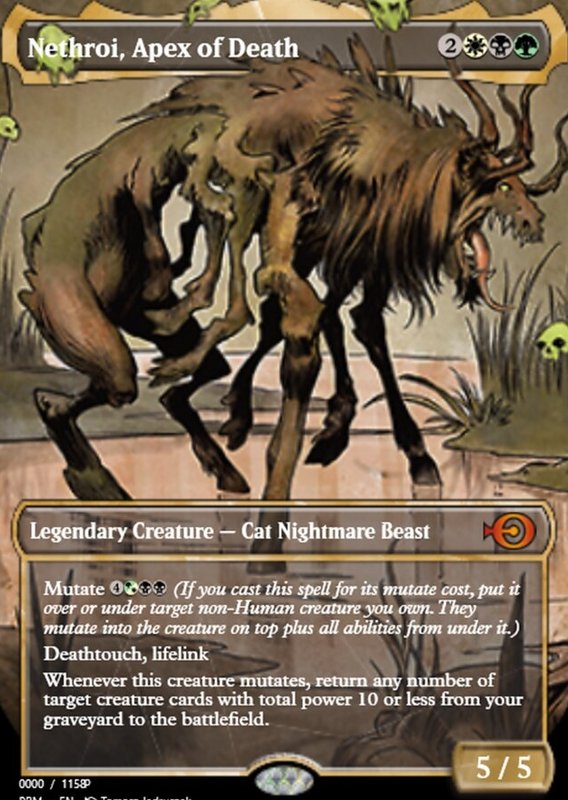 Nethroi, Apex of Death 2
Legendary Creature — Cat Nightmare Beast
Mutate 4 (If you cast this spell for its mutate cost, put it
over or under target non-Human creature you own. They
mutate into the creature on top plus all abilities from under it.)
Deathtouch, lifelink
Whenever this creature mutates, return any number of
target creature cards with total power 10 or less from your
graveyard to the battlefield.
5/5
0000 / 1158P